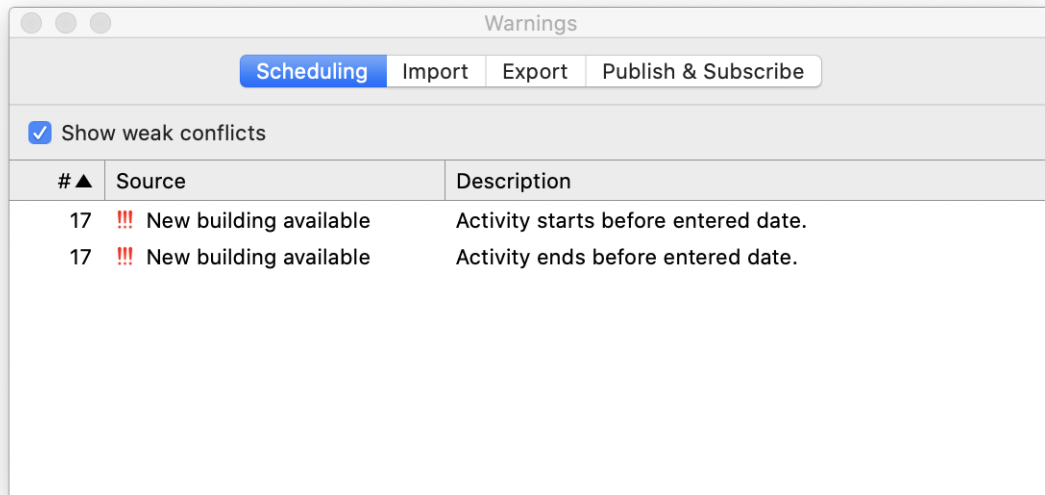 Warnings
Scheduling Import Export Publish & Subscribe
Show weak conflicts
#▲ Source Description
17 !!! New building available Activity starts before entered date.
17 !!! New building available Activity ends before entered date.